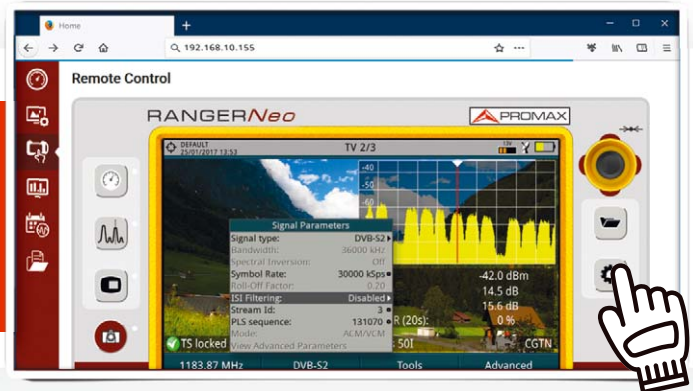 Home
192.168.10.155
Remote Control
RANGERNeo
PROMAX
DEFAULT
25/01/2017 13:53
TV 2/3
-40
-50
-60
Signal Parameters
Signal type: DVB-S2
Bandwidth: 36000 kHz
Spectral Inversion: Off
Symbol Rate: 30000 kSps
Roll-Off Factor: 0.20
ISI Filtering: Disabled
Stream Id: 3
PLS sequence: 131070
Mode: ACM/VCM
View Advanced Parameters
-42.0 dBm
14.5 dB
15.6 dB
R (20s): 0 %
TS locked
: 501
CGTN
1183.87 MHz
DVB-S2
Tools
Advanced